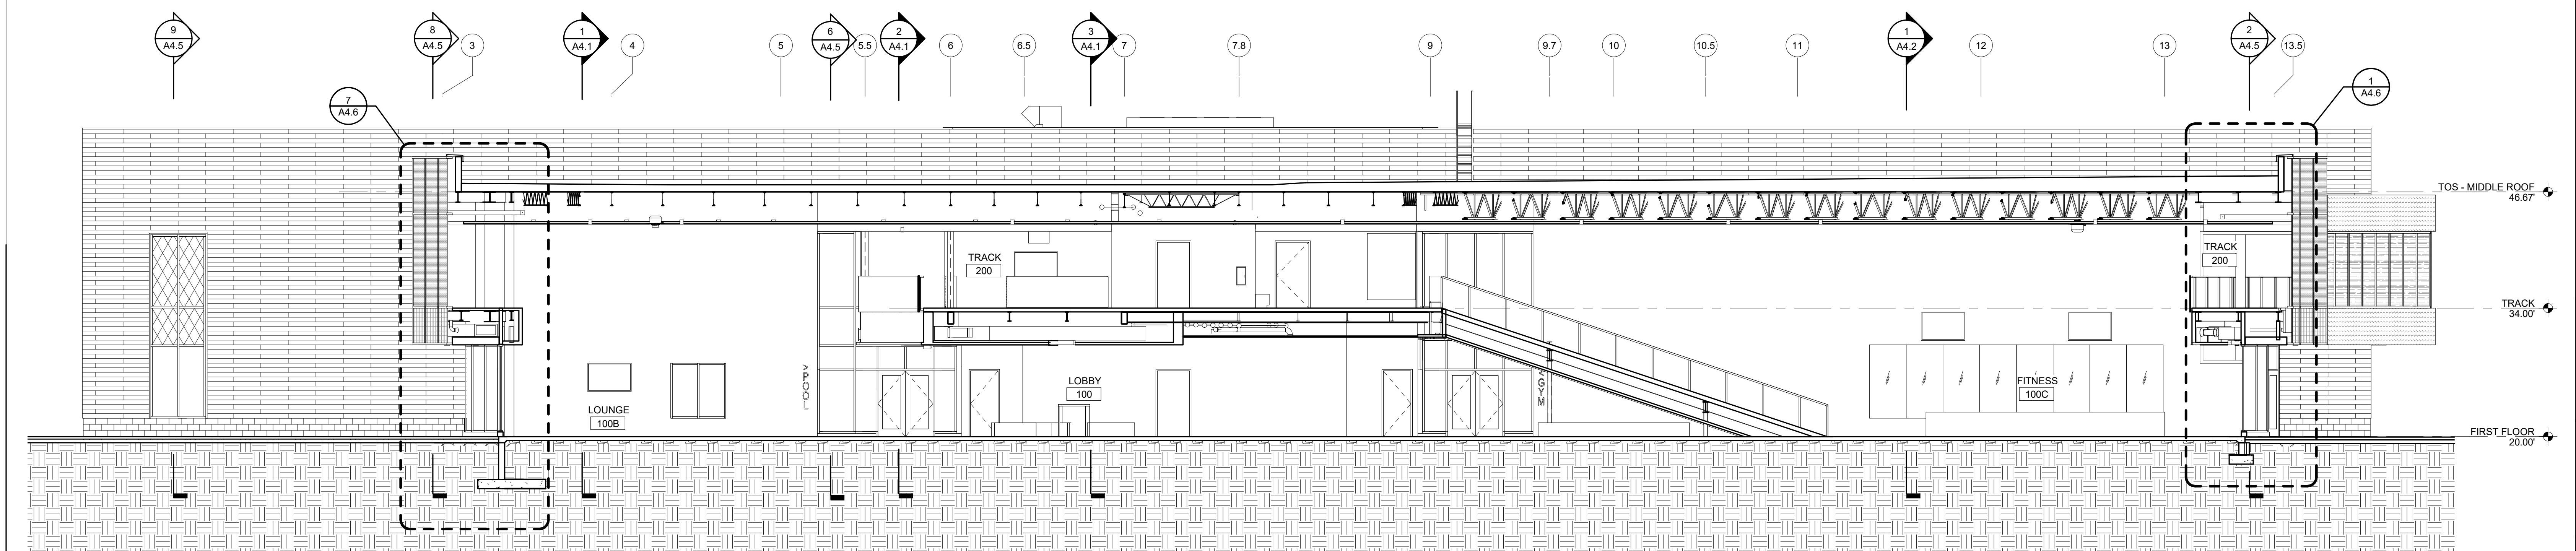 9
A4.5
8
A4.5
3
1
A4.1
4
5
6
A4.5
5.5
2
A4.1
6
6.5
3
A4.1
7
7.8
9
9.7
10
10.5
11
1
A4.2
12
13
2
A4.5
13.5
7
A4.6
1
A4.6
TOS - MIDDLE ROOF
46.67'
TRACK
200
TRACK
200
TRACK
34.00'
>POOL
<GYM
LOUNGE
100B
LOBBY
100
FITNESS
100C
FIRST FLOOR
20.00'